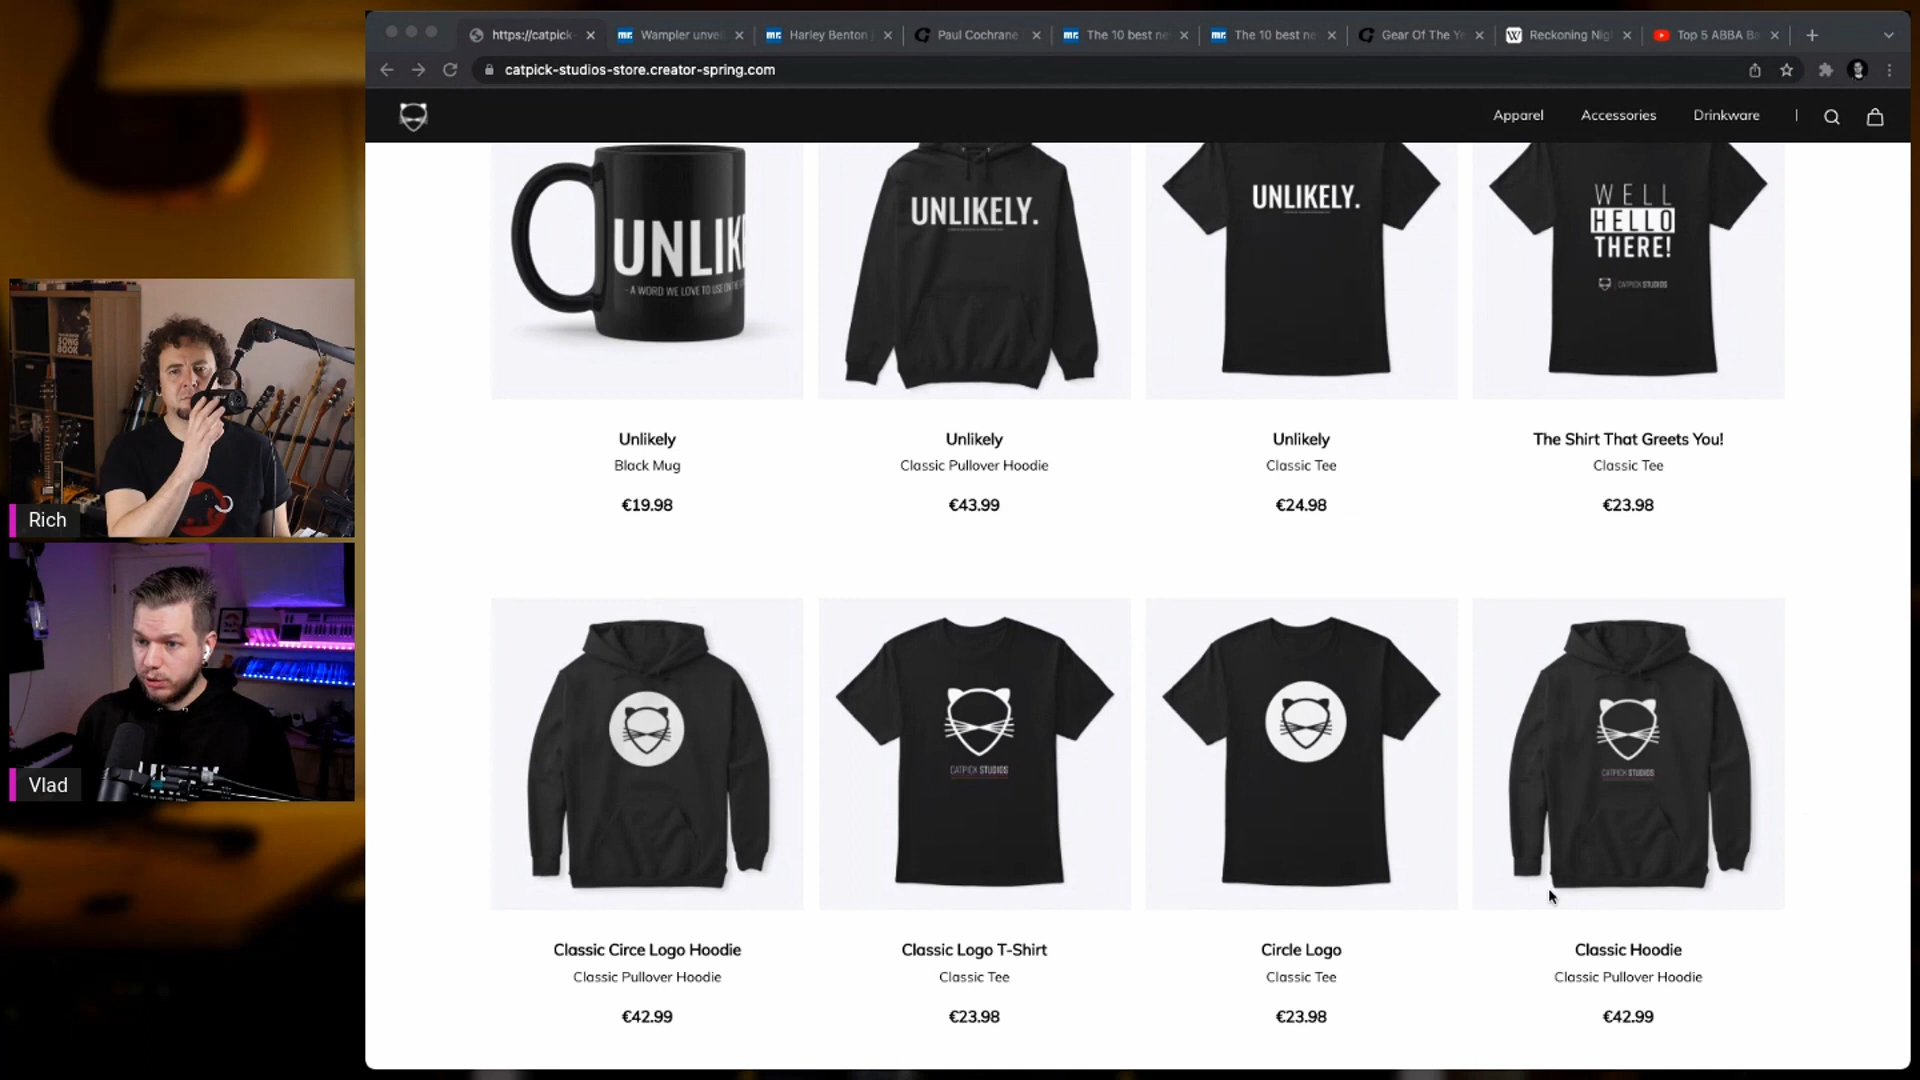 https://catpick-
Wampler unvei
Harley Benton
Paul Cochrane
The 10 best ne
The 10 best ne
Gear Of The Ye
Reckoning Nig
Top 5 ABBA Ba
catpick-studios-store.creator-spring.com
Apparel Accessories Drinkware
UNLIK
- A WORD WE LOVE TO USE ON THE
UNLIKELY.
UNLIKELY.
WELL
HELLO
THERE!
CATPICK STUDIOS
Unlikely
Black Mug
€19.98
Unlikely
Classic Pullover Hoodie
€43.99
Unlikely
Classic Tee
€24.98
The Shirt That Greets You!
Classic Tee
€23.98
CATPICK STUDIOS
CATPICK STUDIOS
Classic Circe Logo Hoodie
Classic Pullover Hoodie
€42.99
Classic Logo T-Shirt
Classic Tee
€23.98
Circle Logo
Classic Tee
€23.98
Classic Hoodie
Classic Pullover Hoodie
€42.99
SONG
BOOK
Rich
Vlad